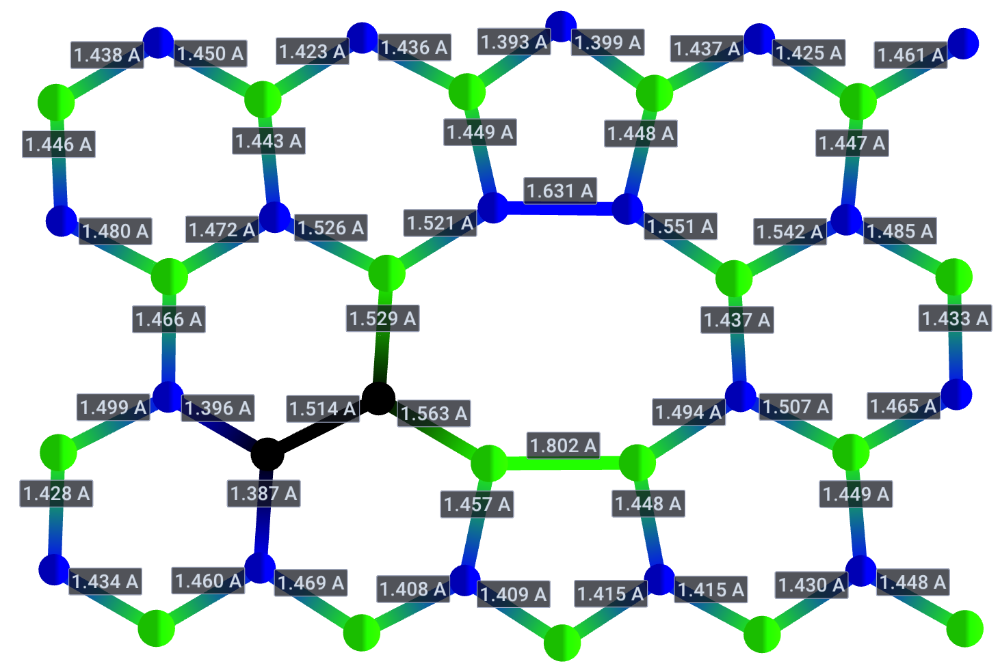 1.438 A
1.450 A
1.423 A
1.436 A
1.393 A
1.399 A
1.437 A
1.425 A
1.461 A
1.446 A
1.443 A
1.449 A
1.448 A
1.447 A
1.631 A
1.480 A
1.472 A
1.526 A
1.521 A
1.551 A
1.542 A
1.485 A
1.466 A
1.529 A
1.437 A
1.433 A
1.499 A
1.396 A
1.514 A
1.563 A
1.494 A
1.507 A
1.465 A
1.802 A
1.428 A
1.387 A
1.457 A
1.448 A
1.449 A
1.434 A
1.460 A
1.469 A
1.408 A
1.409 A
1.415 A
1.415 A
1.430 A
1.448 A